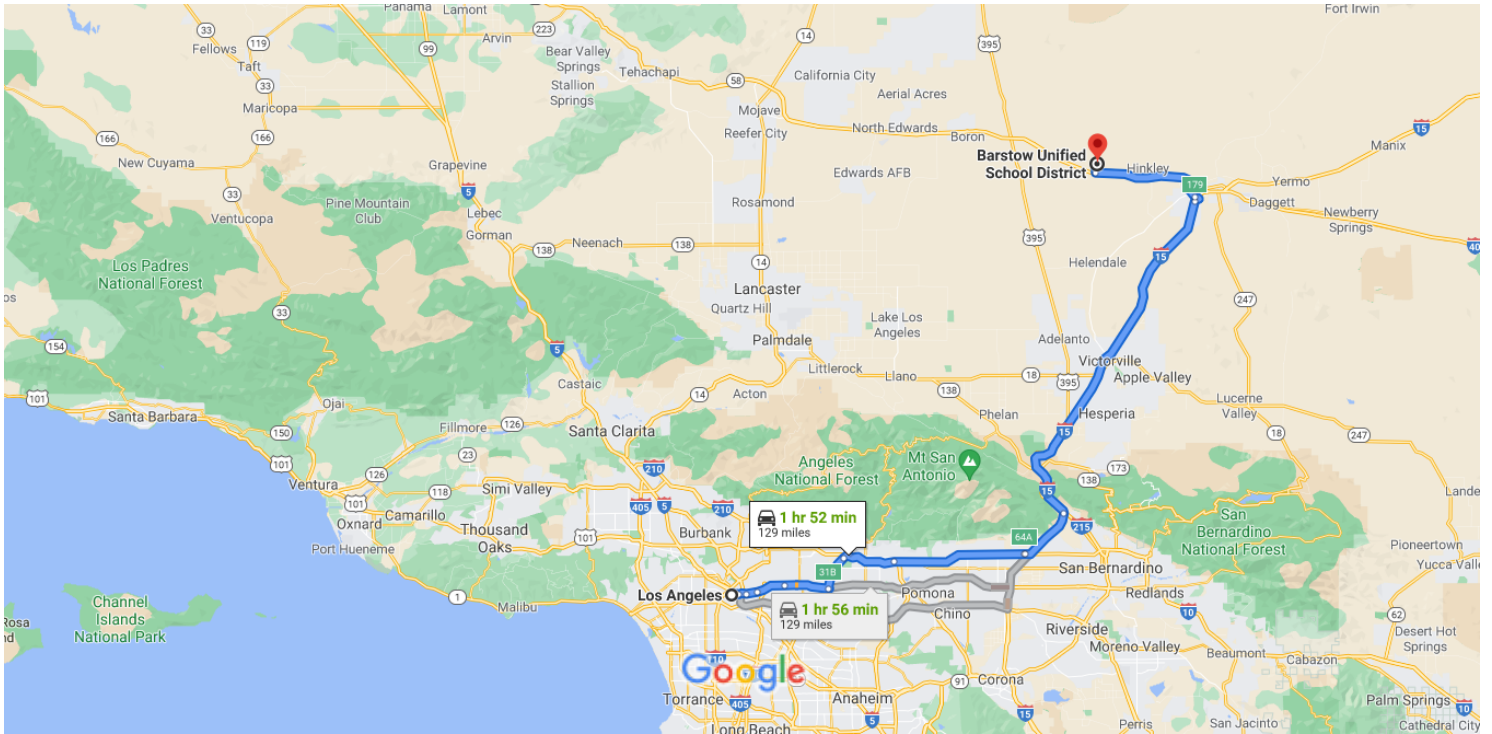 Panama
Lamont
Fort Irwin
33
223
14
395
Fellows
119
99
Arvin
Bear Valley
Springs
Taft
Tehachapi
58
California City
33
Stallion
Springs
Aerial Acres
Maricopa
Mojave
166
166
Reefer City
North Edwards
Boron
15
New Cuyama
Grapevine
Barstow Unified
School District
Hinkley
Manix
Edwards AFB
179
Yermo
33
5
Pine Mountain
Club
Lebec
Rosamond
Daggett
Newberry
Springs
Ventucopa
Gorman
138
Neenach
138
395
40
14
15
Helendale
Los Padres
National Forest
Lancaster
247
Quartz Hill
os
33
Lake Los
Angeles
154
5
Palmdale
Adelanto
Victorville
Littlerock
Llano
18
395
Apple Valley
101
Castaic
14
Acton
138
Santa Barbara
Ojai
Lucerne
Valley
Phelan
Hesperia
Fillmore
126
Santa Clarita
15
18
247
150
23
Angeles
National Forest
Mt San
Antonio
101
126
210
173
138
Ventura
118
Simi Valley
15
101
405
5
210
1 hr 52 min
129 miles
Lande
Camarillo
Oxnard
Thousand
Oaks
101
Burbank
215
San
Bernardino
National Forest
64A
Port Hueneme
Pioneertown
31B
San Bernardino
Yucca Valle
1
Los Angeles
Pomona
Redlands
Channel
Islands
National Park
Malibu
1 hr 56 min
129 miles
Chino
10
62
Rosa
nd
Riverside
Desert Hot
Springs
Moreno Valley
Beaumont
Cabazon
10
Google
91
Corona
Torrance
405
Anaheim
Palm Springs
10
5
15
Perris
San Jacinto
Cathedral City
Long Beach